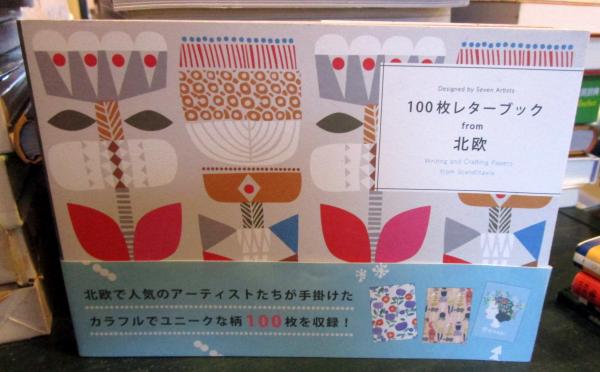 Designed by Seven Artists
100枚レターブック
from
北欧
Writing and Crafting Papers
from Scandinavia
北欧で人気のアーティストたちが手掛けた
カラフルでユニークな柄100枚を収録！